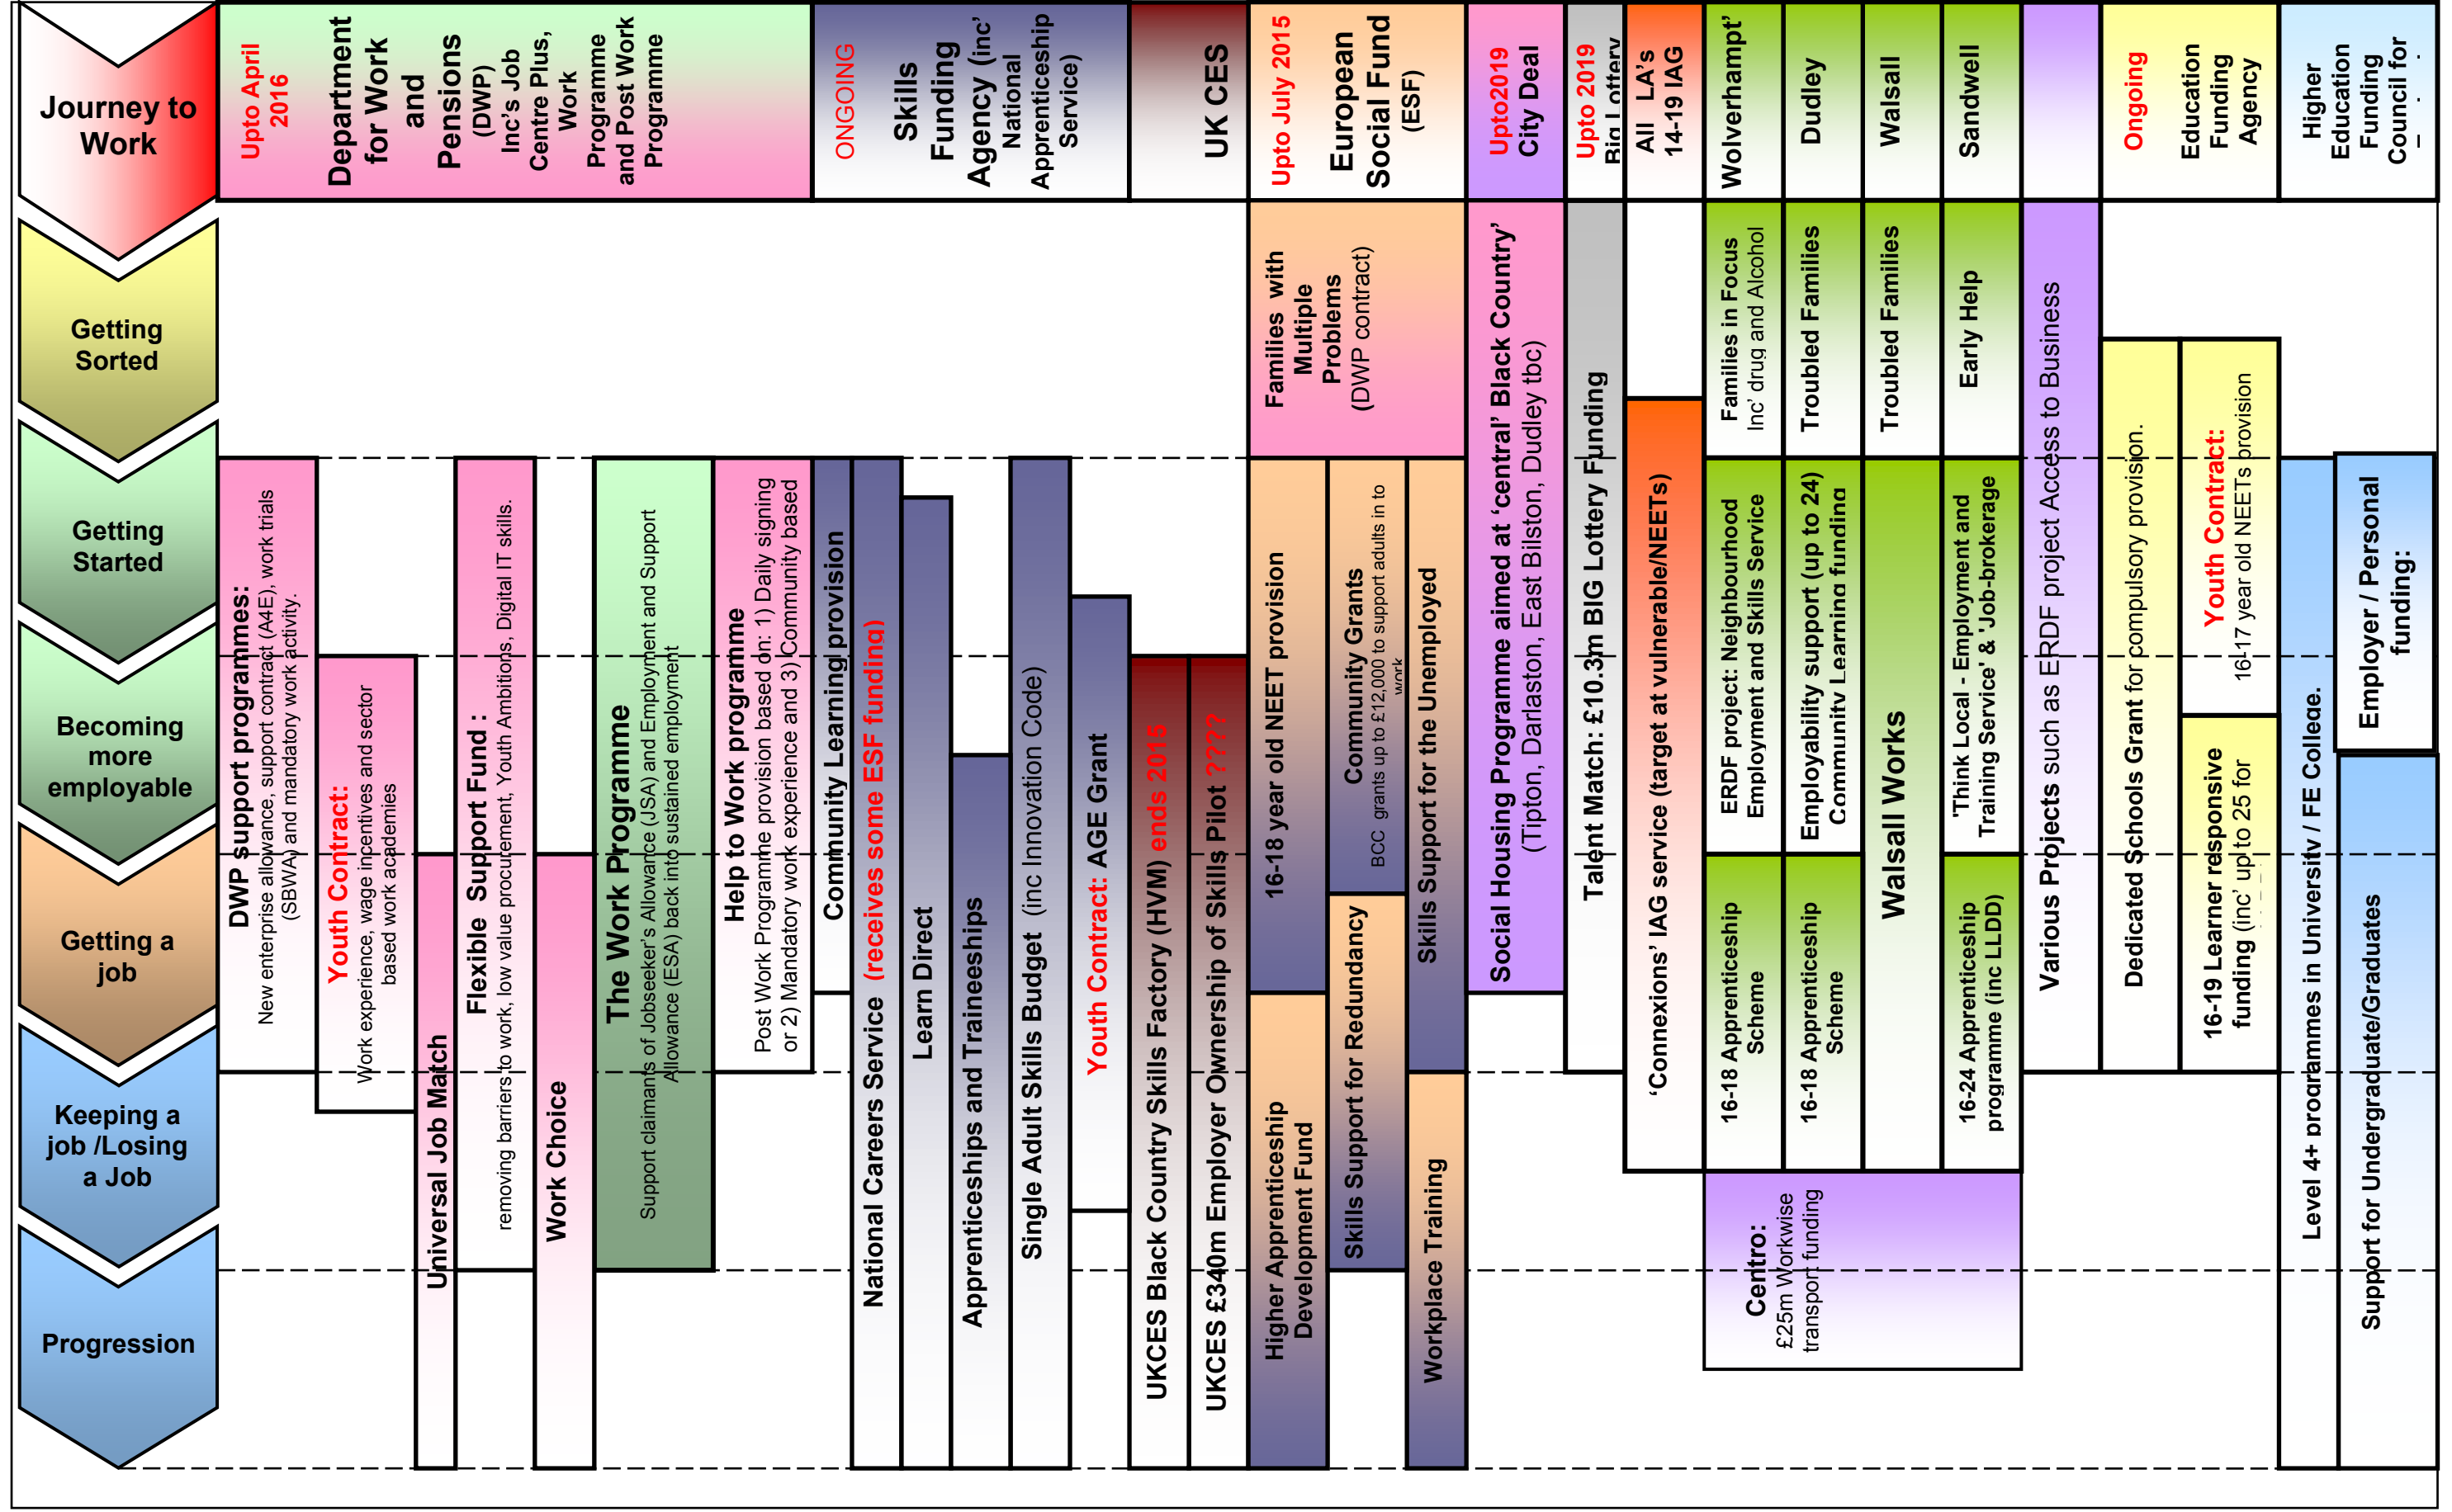 Journey to
Work
Getting
Sorted
Getting
Started
Becoming
more
employable
Getting a
job
Keeping a
job /Losing
a Job
Progression
Upto April
2016
Department
for Work
and
Pensions
(DWP)
Inc's Job
Centre Plus,
Work
Programme
and Post Work
Programme
ONGOING
Skills
Funding
Agency (inc'
National
Apprenticeship
Service)
UK CES
Upto July 2015
European
Social Fund
(ESF)
Upto2019
City Deal
Upto 2019
Big Lottery
All LA's
14-19 IAG
Wolverhampt'
Dudley
Walsall
Sandwell
Ongoing
Education
Funding
Agency
Higher
Education
Funding
Council for
DWP support programmes:
New enterprise allowance, support contract (A4E), work trials
(SBWA) and mandatory work activity.
Youth Contract:
Work experience, wage incentives and sector
based work academies
Universal Job Match
Flexible Support Fund :
removing barriers to work, low value procurement, Youth Ambitions, Digital IT skills.
Work Choice
The Work Programme
Support claimants of Jobseeker's Allowance (JSA) and Employment and Support
Allowance (ESA) back into sustained employment
Help to Work programme
Post Work Programme provision based on: 1) Daily signing
or 2) Mandatory work experience and 3) Community based
Community Learning provision
National Careers Service (receives some ESF funding)
Learn Direct
Apprenticeships and Traineeships
Single Adult Skills Budget (inc Innovation Code)
Youth Contract: AGE Grant
UKCES Black Country Skills Factory (HVM) ends 2015
UKCES £340m Employer Ownership of Skills Pilot ????
Families with
Multiple
Problems
(DWP contract)
16-18 year old NEET provision
Higher Apprenticeship
Development Fund
Community Grants
BCC grants up to £12,000 to support adults in to
work
Skills Support for Redundancy
Skills Support for the Unemployed
Workplace Training
Social Housing Programme aimed at 'central' Black Country'
(Tipton, Darlaston, East Bilston, Dudley tbc)
Talent Match: £10.3m BIG Lottery Funding
'Connexions' IAG service (target at vulnerable/NEETs)
Families in Focus
Inc' drug and Alcohol
ERDF project: Neighbourhood
Employment and Skills Service
16-18 Apprenticeship
Scheme
Troubled Families
Employability support (up to 24)
Community Learning funding
16-18 Apprenticeship
Scheme
Troubled Families
Walsall Works
Early Help
'Think Local - Employment and
Training Service' & 'Job-brokerage
16-24 Apprenticeship
programme (inc LLDD)
Centro:
£25m Workwise
transport funding
Various Projects such as ERDF project Access to Business
Dedicated Schools Grant for compulsory provision.
Youth Contract:
16-17 year old NEETs provision
16-19 Learner responsive
funding (inc' up to 25 for
Level 4+ programmes in University / FE College.
Employer / Personal
funding:
Support for Undergraduate/Graduates